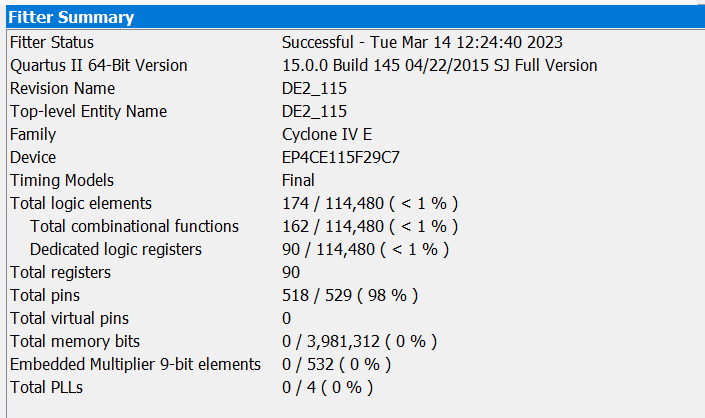 Fitter Summary
Fitter Status Successful - Tue Mar 14 12:24:40 2023
Quartus II 64-Bit Version 15.0.0 Build 145 04/22/2015 SJ Full Version
Revision Name DE2_115
Top-level Entity Name DE2_115
Family Cyclone IV E
Device EP4CE115F29C7
Timing Models Final
Total logic elements 174 / 114,480 ( < 1 % )
Total combinational functions 162 / 114,480 ( < 1 % )
Dedicated logic registers 90 / 114,480 ( < 1 % )
Total registers 90
Total pins 518 / 529 ( 98 % )
Total virtual pins 0
Total memory bits 0 / 3,981,312 ( 0 % )
Embedded Multiplier 9-bit elements 0 / 532 ( 0 % )
Total PLLs 0 / 4 ( 0 % )